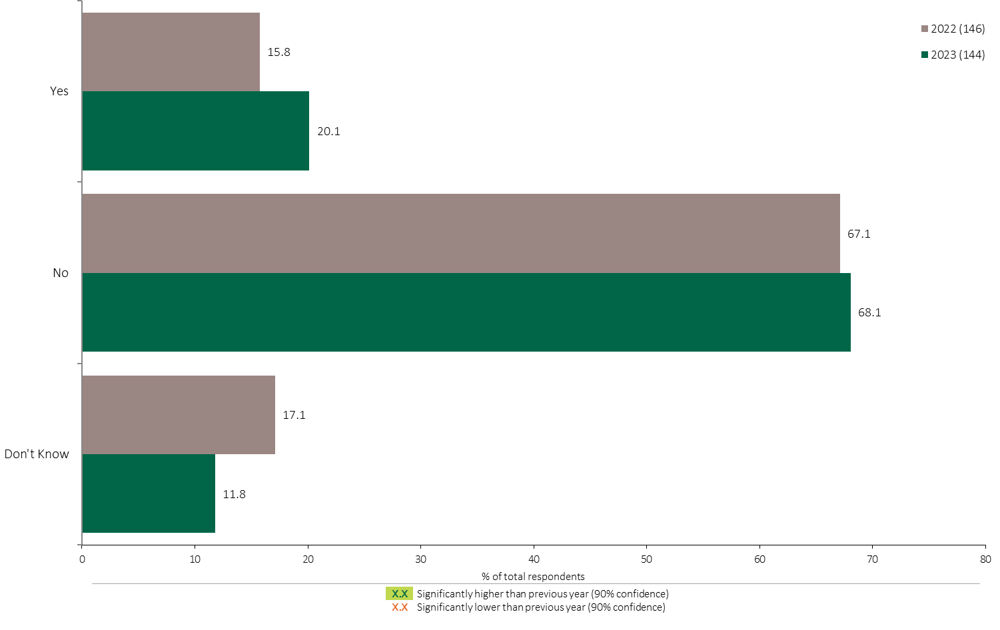 2022 (146)
2023 (144)
Yes
15.8
20.1
No
67.1
68.1
Don't Know
17.1
11.8
0 10 20 30 40 50 60 70 80
% of total respondents
X.X Significantly higher than previous year (90% confidence)
X.X Significantly lower than previous year (90% confidence)